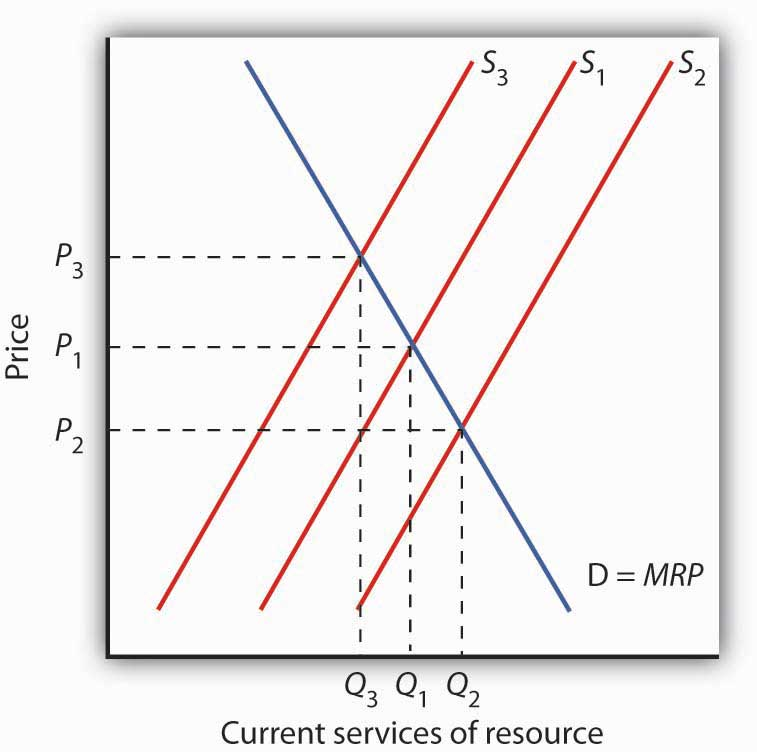 S3
S1
S2
P3
Price
P1
P2
D = MRP
Q3 Q1 Q2
Current services of resource